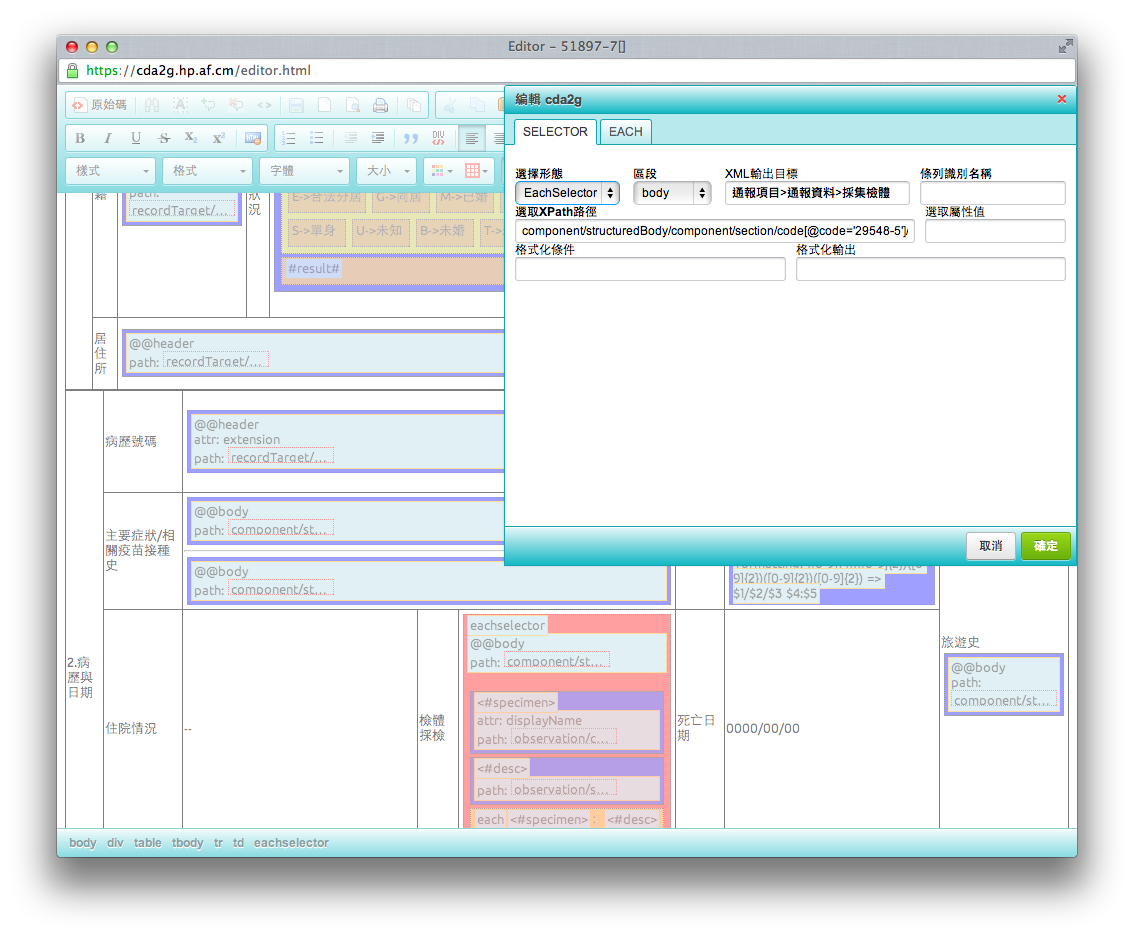 Editor – 51897-7[]
https://cda2g.hp.af.cm/editor.html
原始碼
B I U S X₂ X² DIV
樣式 格式 字體 大小
編輯 cda2g
SELECTOR EACH
選擇形態 區段 XML輸出目標 條列識別名稱
EachSelector body 通報項目>通報資料>採集檢體
選取XPath路徑 選取屬性值
component/structuredBody/component/section/code[@code='29548-5']/
格式化條件 格式化輸出
取消 確定
籍
path:
recordTarget/...
狀況
E->合法分居 G->同居 M->已婚
S->單身 U->未知 B->未婚 T->
#result#
居住所
@@header
path: recordTarget/...
2.病歷與日期
病歷號碼
@@header
attr: extension
path: recordTarget/...
主要症狀/相關疫苗接種史
@@body
path: component/st...
@@body
path: component/st...
9]{2})([0-9]{2})([0-9]{2}) =>
$1/$2/$3 $4:$5
住院情況
--
檢體採檢
eachselector
@@body
path: component/st...
<#specimen>
attr: displayName
path: observation/c...
<#desc>
path: observation/s...
each <#specimen> : <#desc>
死亡日期
0000/00/00
旅遊史
@@body
path:
component/st...
body div table tbody tr td eachselector